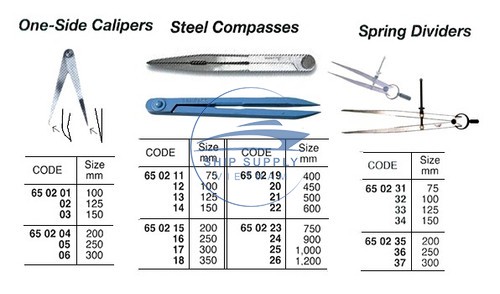 One-Side Calipers
Steel Compasses
Spring Dividers
CODE Size mm
65 02 01 100
02 125
03 150
65 02 04 200
05 250
06 300
CODE Size mm CODE Size mm
65 02 11 75 65 02 19 400
12 100 20 450
13 125 21 500
14 150 22 600
65 02 15 200 65 02 23 750
16 250 24 900
17 300 25 1,000
18 350 26 1,200
CODE Size mm
65 02 31 75
32 100
33 125
34 150
65 02 35 200
36 250
37 300
SHIP SUPPLY
VIETNAM